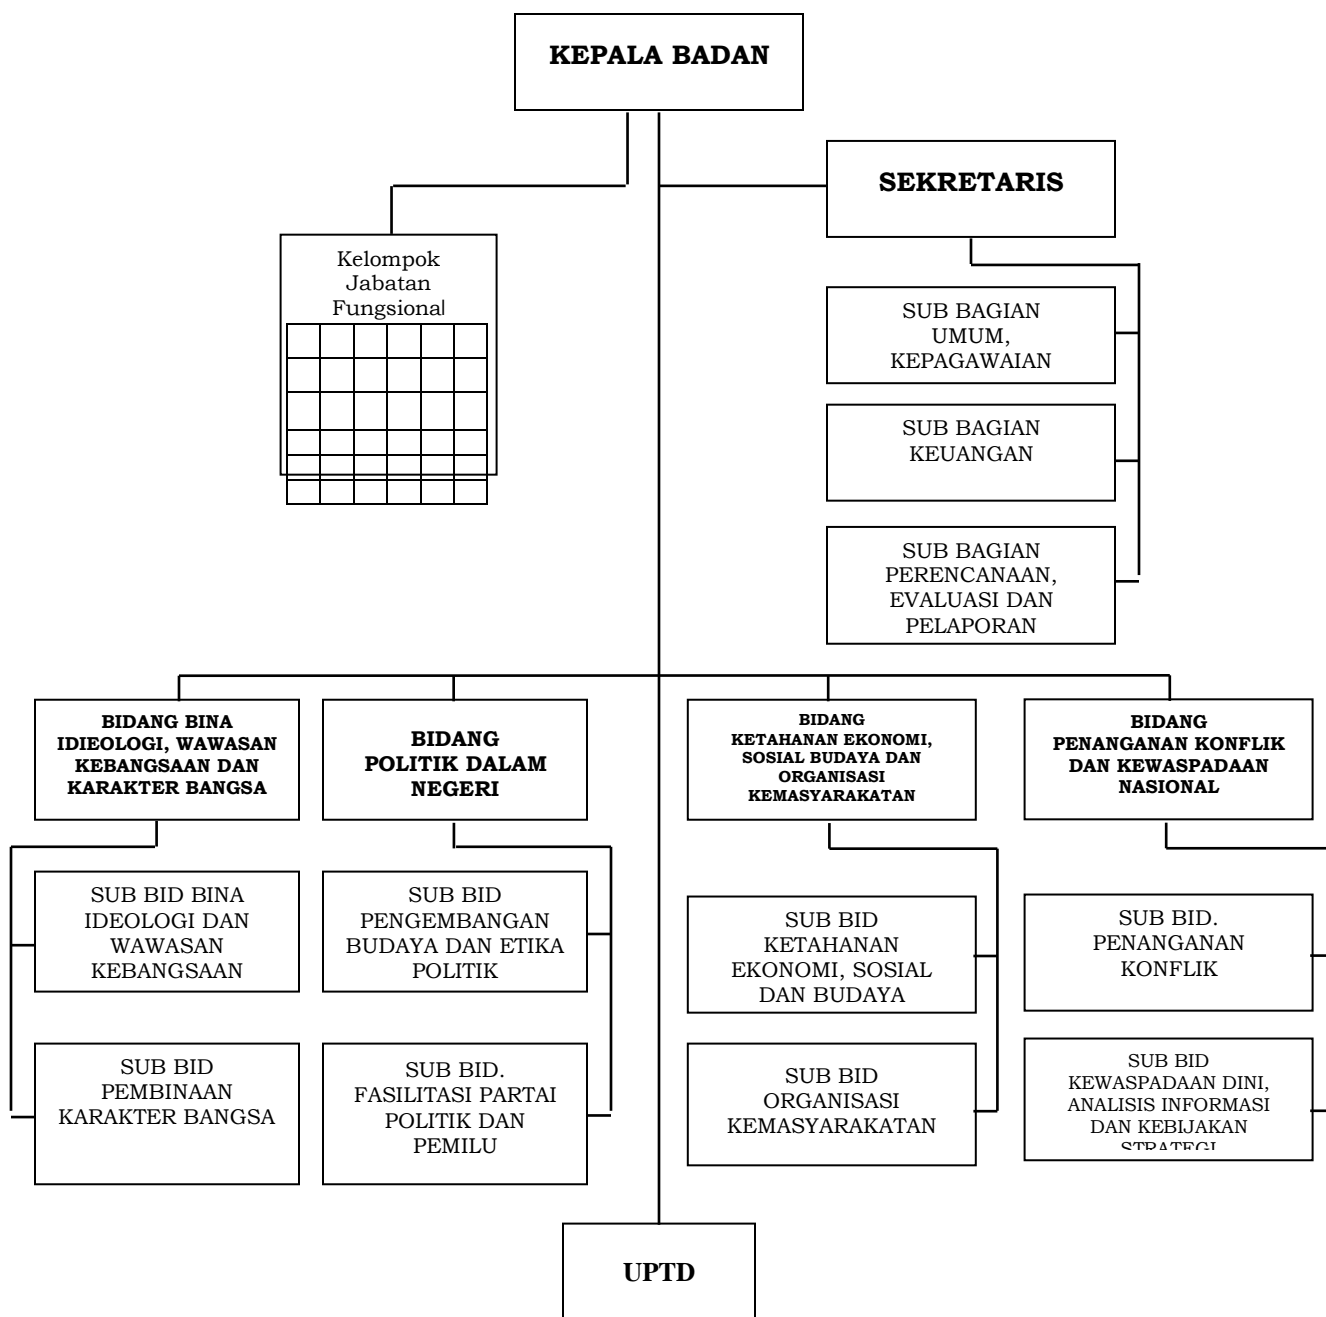 KEPALA BADAN
SEKRETARIS
Kelompok
Jabatan
Fungsional
SUB BAGIAN
UMUM,
KEPAGAWAIAN
SUB BAGIAN
KEUANGAN
SUB BAGIAN
PERENCANAAN,
EVALUASI DAN
PELAPORAN
BIDANG BINA
IDIEOLOGI, WAWASAN
KEBANGSAAN DAN
KARAKTER BANGSA
BIDANG
POLITIK DALAM
NEGERI
BIDANG
KETAHANAN EKONOMI,
SOSIAL BUDAYA DAN
ORGANISASI
KEMASYARAKATAN
BIDANG
PENANGANAN KONFLIK
DAN KEWASPADAAN
NASIONAL
SUB BID BINA
IDEOLOGI DAN
WAWASAN
KEBANGSAAN
SUB BID
PENGEMBANGAN
BUDAYA DAN ETIKA
POLITIK
SUB BID
KETAHANAN
EKONOMI, SOSIAL
DAN BUDAYA
SUB BID.
PENANGANAN
KONFLIK
SUB BID
PEMBINAAN
KARAKTER BANGSA
SUB BID.
FASILITASI PARTAI
POLITIK DAN
PEMILU
SUB BID
ORGANISASI
KEMASYARAKATAN
SUB BID
KEWASPADAAN DINI,
ANALISIS INFORMASI
DAN KEBIJAKAN
STRATEGI
UPTD